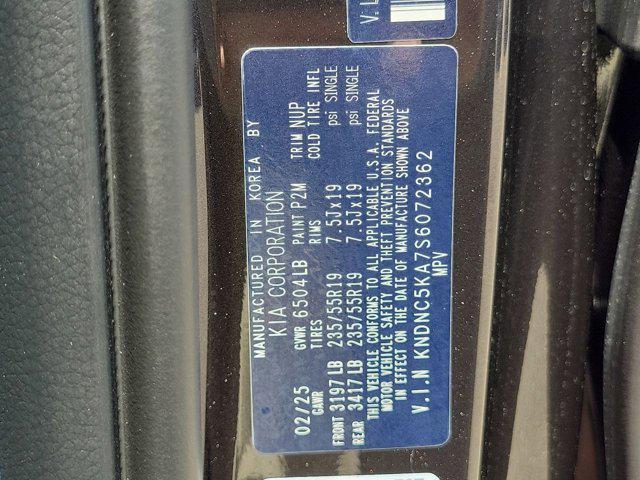 MANUFACTURED IN KOREA BY
KIA CORPORATION
02/25 GVWR 6504LB PAINT P2M TRIM NUP
GAWR TIRES RIMS COLD TIRE INFL
FRONT 3197LB 235/55R19 7.5Jx19 psi SINGLE
REAR 3417LB 235/55R19 7.5Jx19 psi SINGLE
THIS VEHICLE CONFORMS TO ALL APPLICABLE U.S.A. FEDERAL
MOTOR VEHICLE SAFETY AND THEFT PREVENTION STANDARDS
IN EFFECT ON THE DATE OF MANUFACTURE SHOWN ABOVE
V.I.N KNDNC5KA7S6072362
MPV